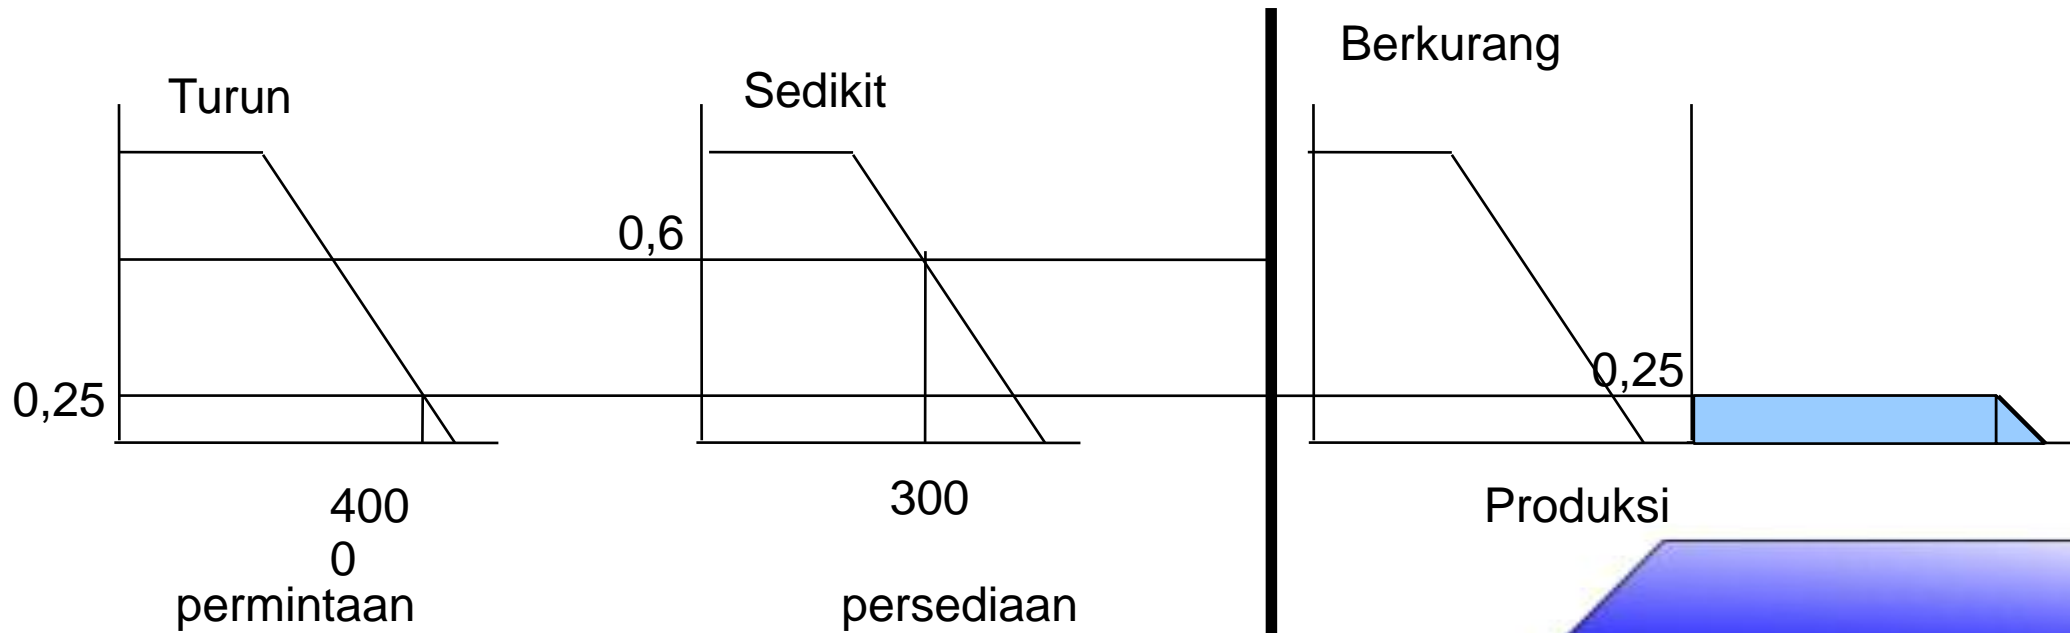 Turun
Sedikit
Berkurang
0,6
0,25
0,25
400
0
300
Produksi
permintaan
persediaan